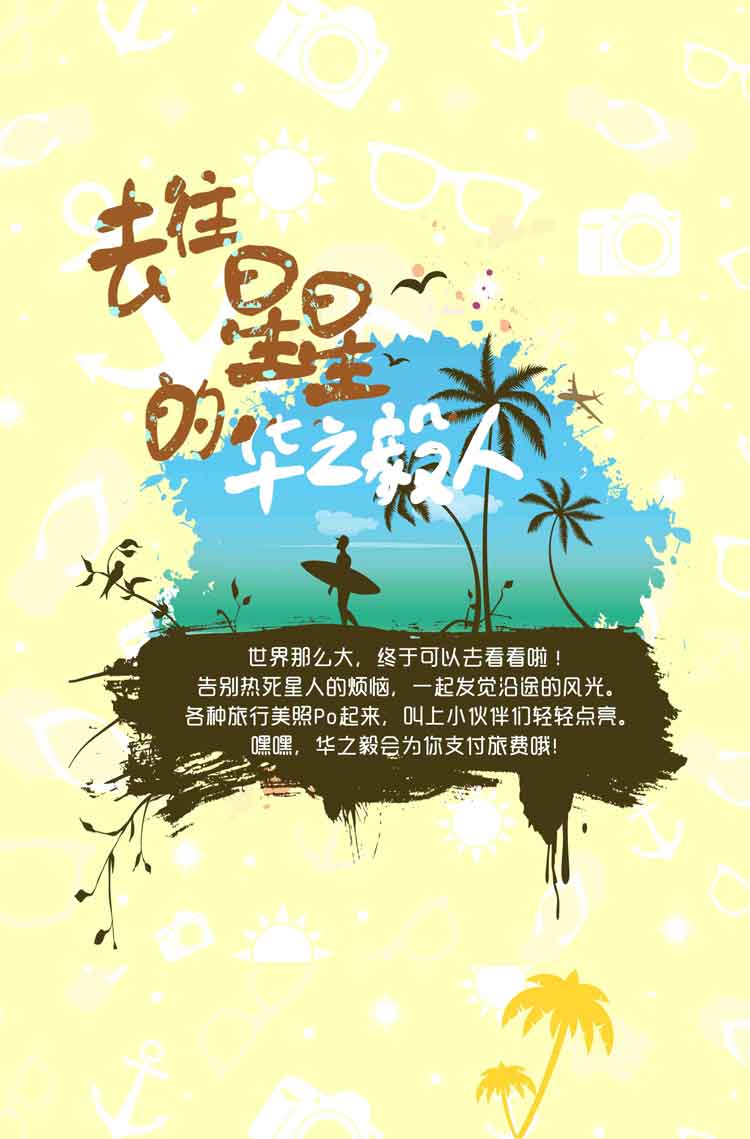 去往
星星
的华之毅人
世界那么大，终于可以去看看啦！
告别热死星人的烦恼，一起发觉沿途的风光。
各种旅行美照Po起来，叫上小伙伴们轻轻点亮。
嘿嘿，华之毅会为你支付旅费哦!